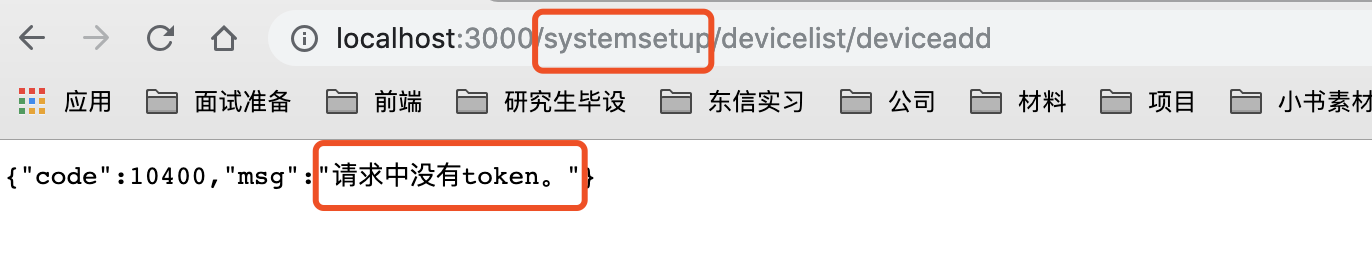 localhost:3000/systemsetup/devicelist/deviceadd
应用 面试准备 前端 研究生毕设 东信实习 公司 材料 项目 小书素材
{"code":10400,"msg":"请求中没有token。"}